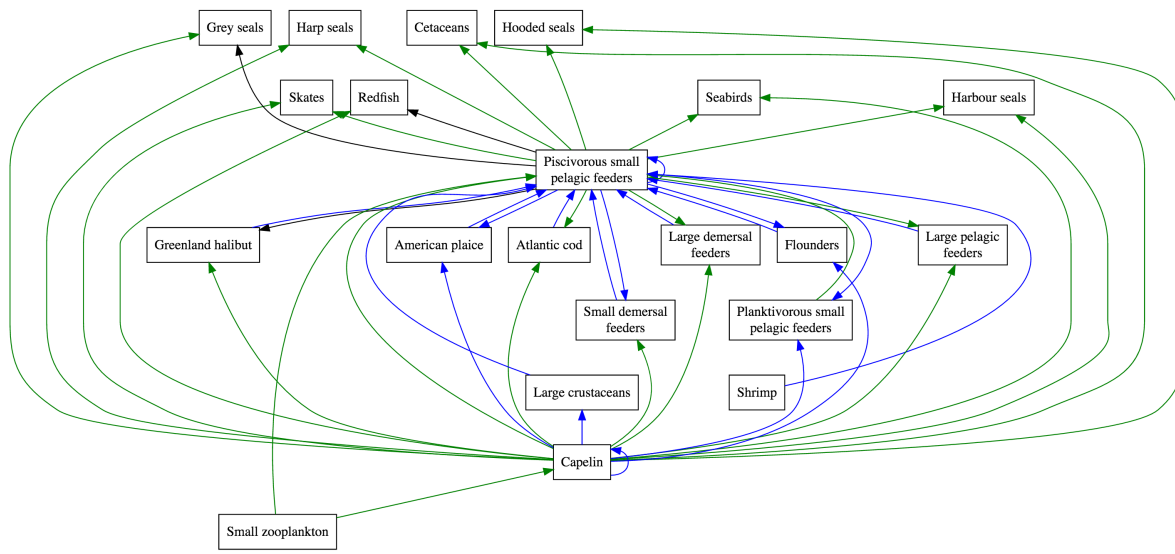 Grey seals
Harp seals
Cetaceans
Hooded seals
Skates
Redfish
Seabirds
Harbour seals
Piscivorous small
pelagic feeders
Greenland halibut
American plaice
Atlantic cod
Large demersal
feeders
Flounders
Large pelagic
feeders
Small demersal
feeders
Planktivorous small
pelagic feeders
Large crustaceans
Shrimp
Capelin
Small zooplankton